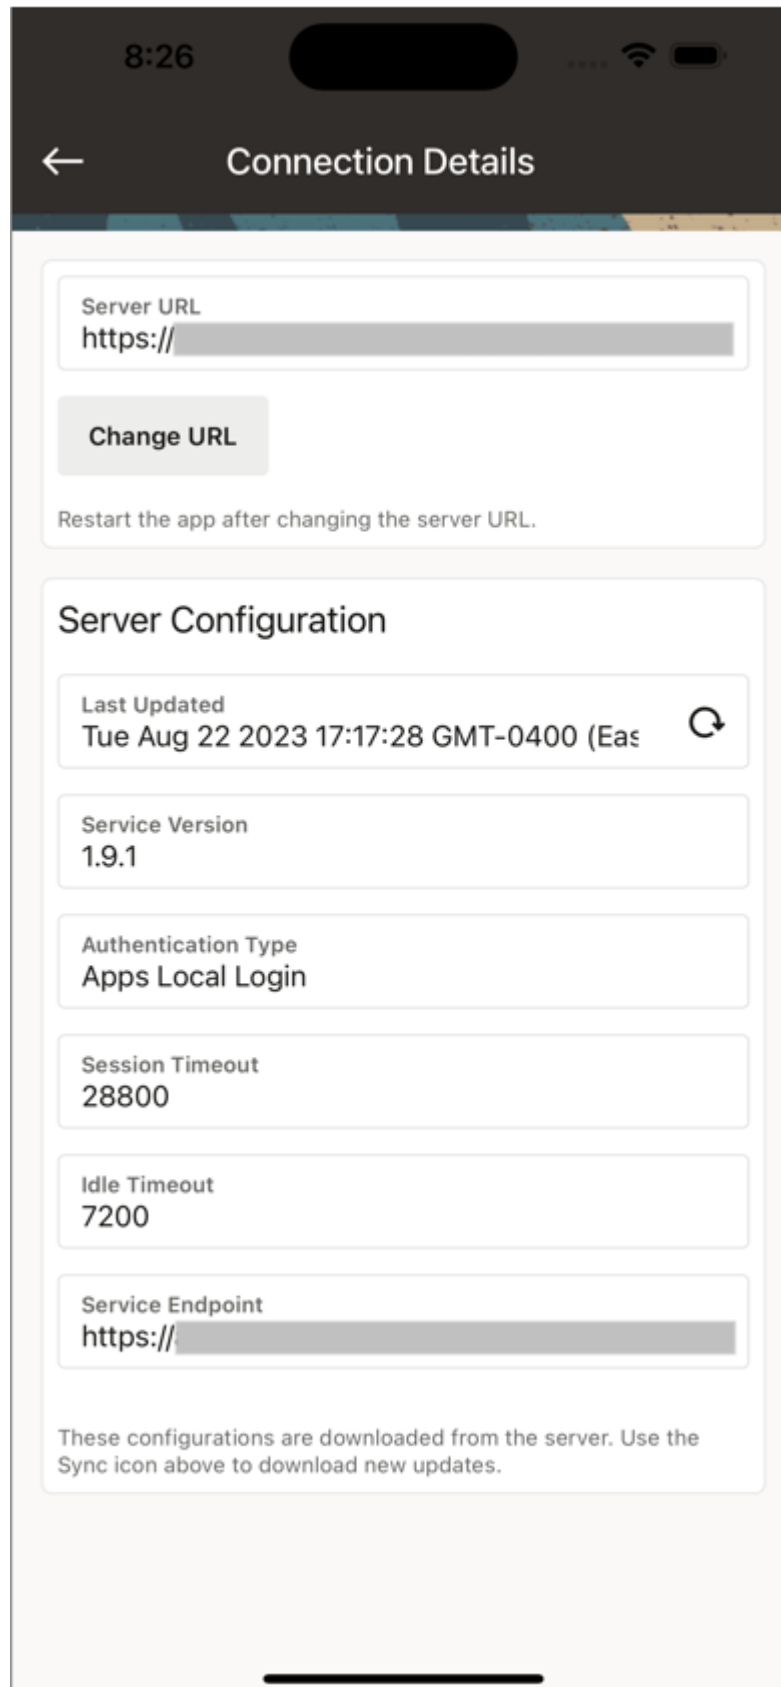 8:26
Connection Details
Server URL
https://
Change URL
Restart the app after changing the server URL.
Server Configuration
Last Updated
Tue Aug 22 2023 17:17:28 GMT-0400 (Eas
Service Version
1.9.1
Authentication Type
Apps Local Login
Session Timeout
28800
Idle Timeout
7200
Service Endpoint
https://
These configurations are downloaded from the server. Use the
Sync icon above to download new updates.